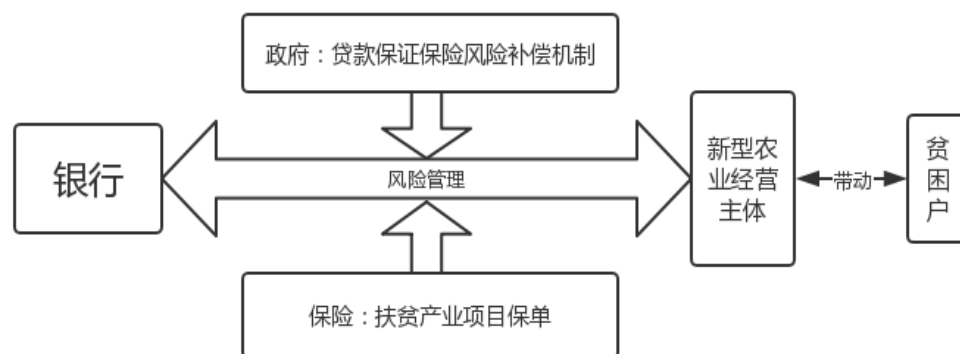 政府：贷款保证保险风险补偿机制
银行
风险管理
新型农
业经营
主体
带动
贫
困
户
保险：扶贫产业项目保单